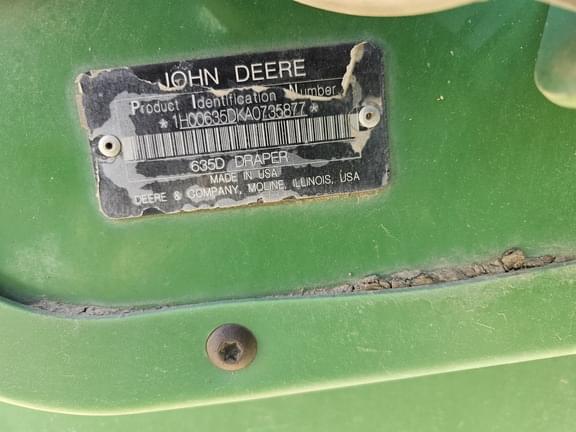 JOHN DEERE
Product Identification Number
*1H00635DKA0735877*
635D DRAPER
MADE IN USA
DEERE & COMPANY, MOLINE, ILLINOIS, USA